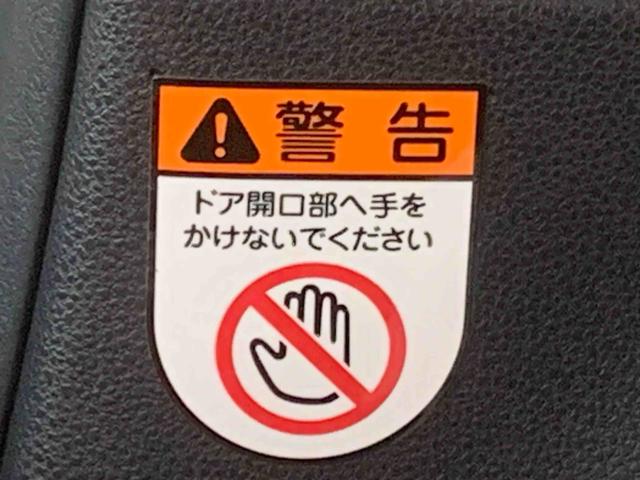 警告
ドア開口部へ手を
かけないでください